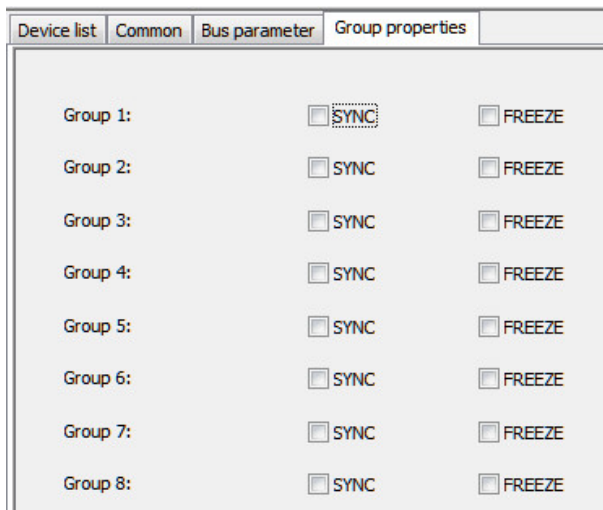 Device list Common Bus parameter Group properties
Group 1: SYNC FREEZE
Group 2: SYNC FREEZE
Group 3: SYNC FREEZE
Group 4: SYNC FREEZE
Group 5: SYNC FREEZE
Group 6: SYNC FREEZE
Group 7: SYNC FREEZE
Group 8: SYNC FREEZE